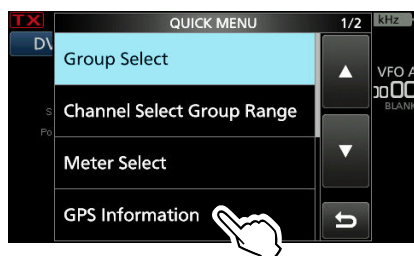 TX
QUICK MENU
1/2
kHz
DV
Group Select
VFO A
Channel Select Group Range
BLANK
S
Po
Meter Select
GPS Information